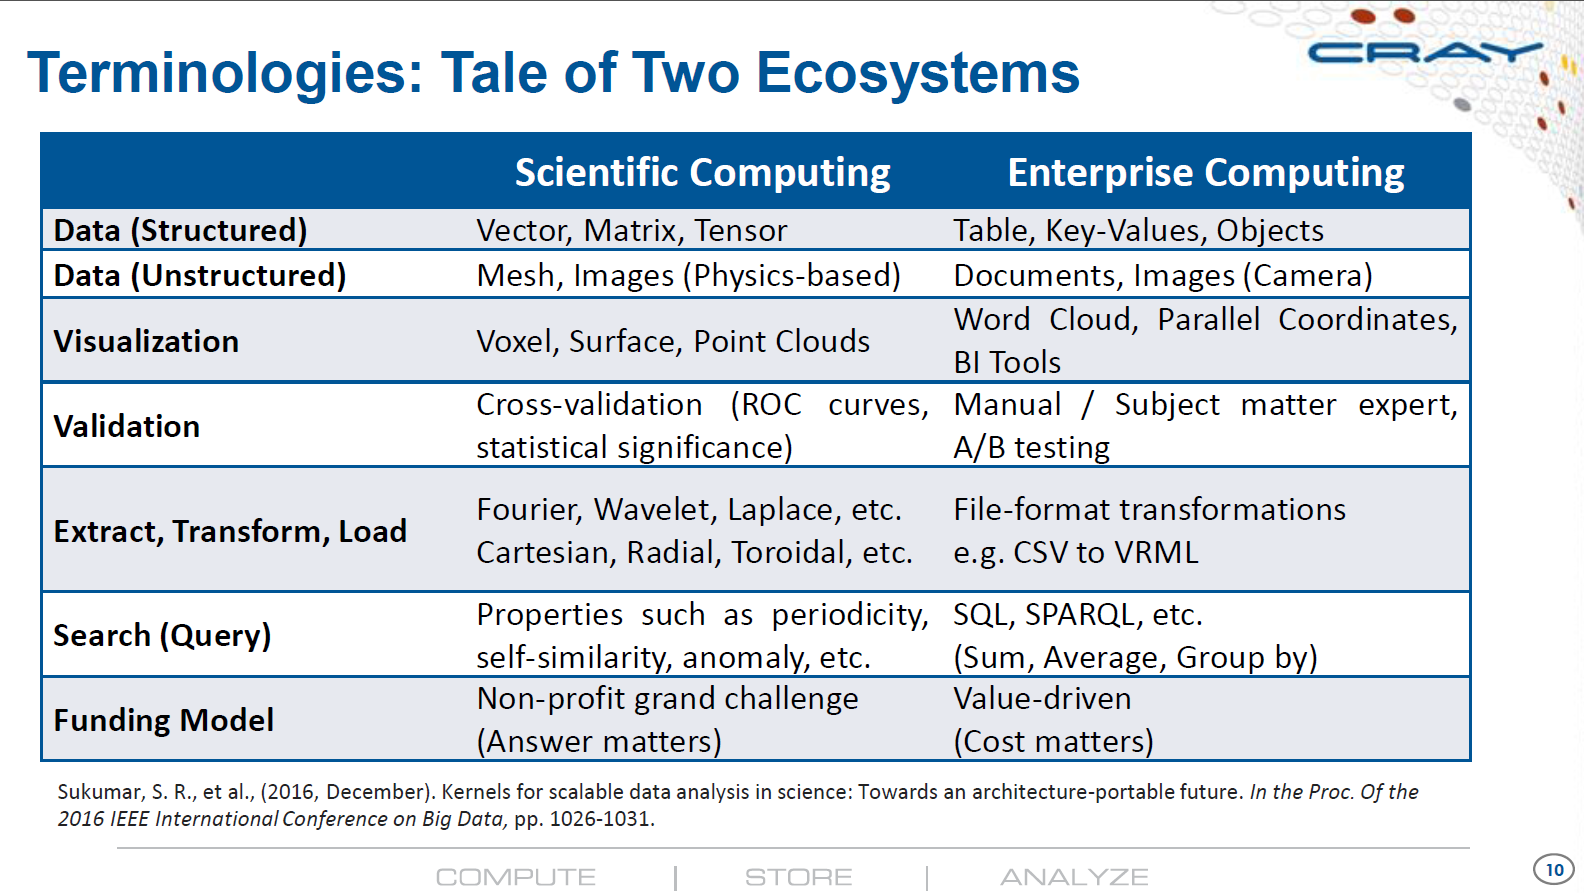 CRAY
Terminologies: Tale of Two Ecosystems
Scientific Computing Enterprise Computing
Data (Structured) Vector, Matrix, Tensor Table, Key-Values, Objects
Data (Unstructured) Mesh, Images (Physics-based) Documents, Images (Camera)
Visualization Voxel, Surface, Point Clouds Word Cloud, Parallel Coordinates,
BI Tools
Validation Cross-validation (ROC curves, Manual / Subject matter expert,
statistical significance) A/B testing
Extract, Transform, Load Fourier, Wavelet, Laplace, etc. File-format transformations
Cartesian, Radial, Toroidal, etc. e.g. CSV to VRML
Search (Query) Properties such as periodicity, SQL, SPARQL, etc.
self-similarity, anomaly, etc. (Sum, Average, Group by)
Funding Model Non-profit grand challenge Value-driven
(Answer matters) (Cost matters)
Sukumar, S. R., et al., (2016, December). Kernels for scalable data analysis in science: Towards an architecture-portable future. In the Proc. Of the
2016 IEEE International Conference on Big Data, pp. 1026-1031.
COMPUTE | STORE | ANALYZE
10